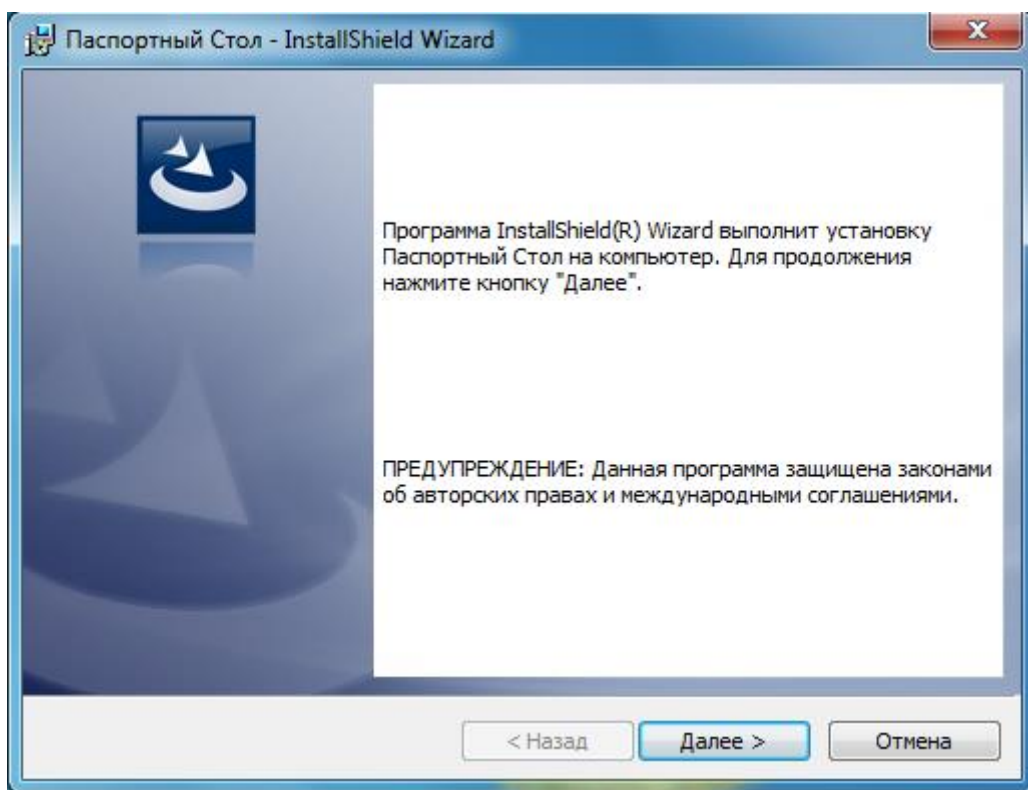 Паспортный Стол - InstallShield Wizard
Программа InstallShield(R) Wizard выполнит установку
Паспортный Стол на компьютер. Для продолжения
нажмите кнопку "Далее".
ПРЕДУПРЕЖДЕНИЕ: Данная программа защищена законами
об авторских правах и международными соглашениями.
< Назад
Далее >
Отмена